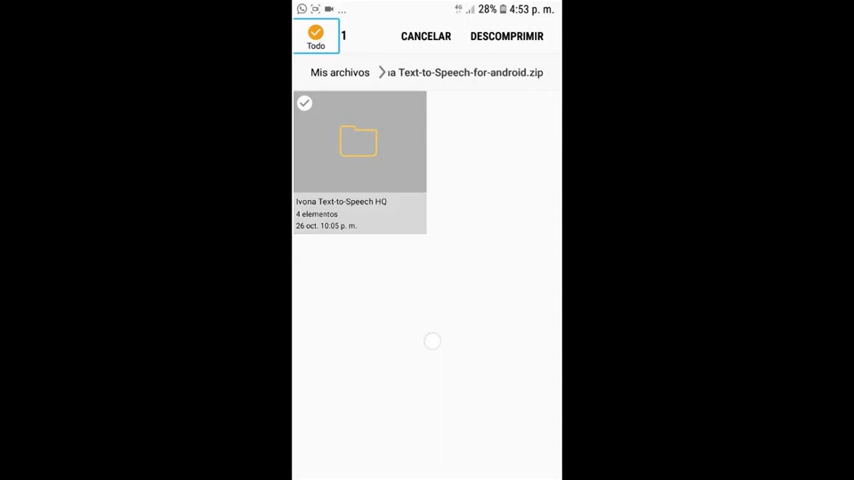 ... 4G 28% 4:53 p. m.
Todo 1 CANCELAR DESCOMPRIMIR
Mis archivos a Text-to-Speech-for-android.zip
Ivona Text-to-Speech HQ
4 elementos
26 oct. 10:05 p. m.